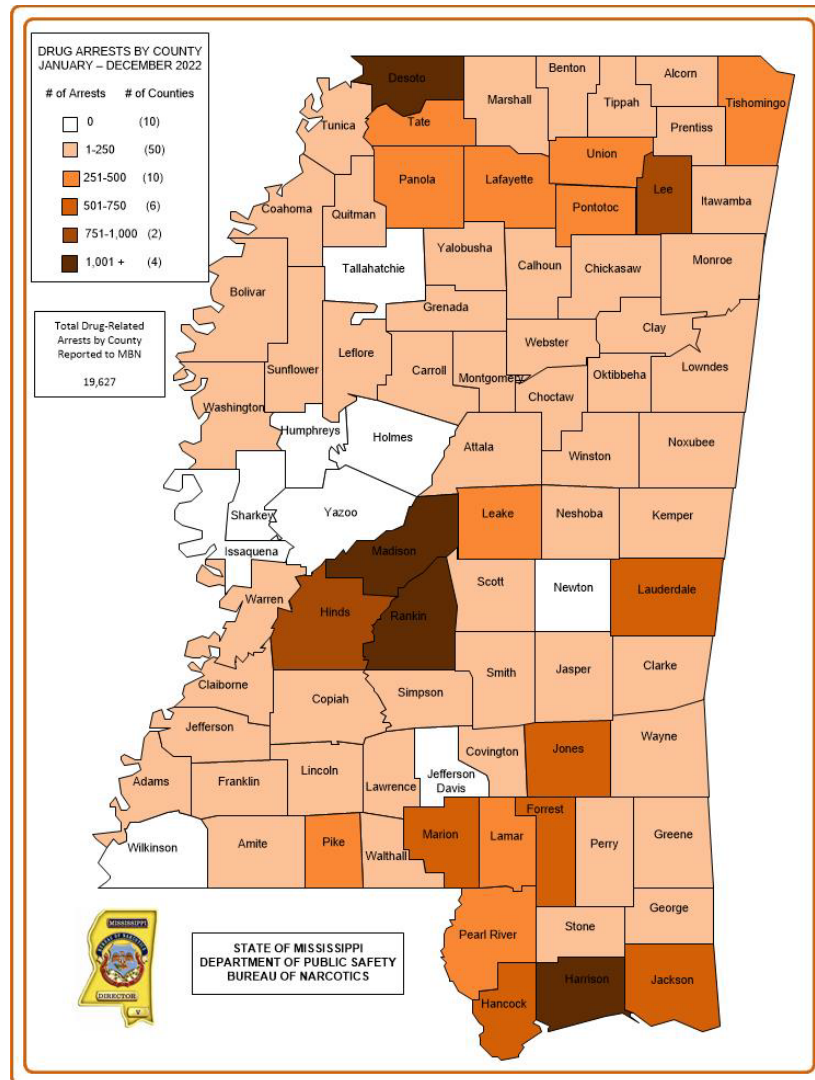 DRUG ARRESTS BY COUNTY
JANUARY – DECEMBER 2022
# of Arrests # of Counties
0 (10)
1-250 (50)
251-500 (10)
501-750 (6)
751-1,000 (2)
1,001 + (4)
Total Drug-Related
Arrests by County
Reported to MBN
19,627
Desoto
Benton
Alcorn
Marshall
Tippah
Tishomingo
Tunica
Tate
Prentiss
Union
Panola
Lafayette
Lee
Coahoma
Quitman
Pontotoc
Itawamba
Yalobusha
Tallahatchie
Calhoun
Chickasaw
Monroe
Bolivar
Grenada
Clay
Sunflower
Leflore
Webster
Carroll
Montgomery
Oktibbeha
Lowndes
Washington
Choctaw
Humphreys
Holmes
Attala
Winston
Noxubee
Sharkey
Yazoo
Leake
Neshoba
Kemper
Issaquena
Madison
Scott
Newton
Lauderdale
Warren
Hinds
Rankin
Claiborne
Copiah
Simpson
Smith
Jasper
Clarke
Jefferson
Covington
Jones
Wayne
Adams
Franklin
Lincoln
Lawrence
Jefferson
Davis
Wilkinson
Amite
Pike
Walthall
Marion
Lamar
Forrest
Perry
Greene
Pearl River
Stone
George
Hancock
Harrison
Jackson
MISSISSIPPI
BUREAU OF NARCOTICS
DIRECTOR
V
STATE OF MISSISSIPPI
DEPARTMENT OF PUBLIC SAFETY
BUREAU OF NARCOTICS